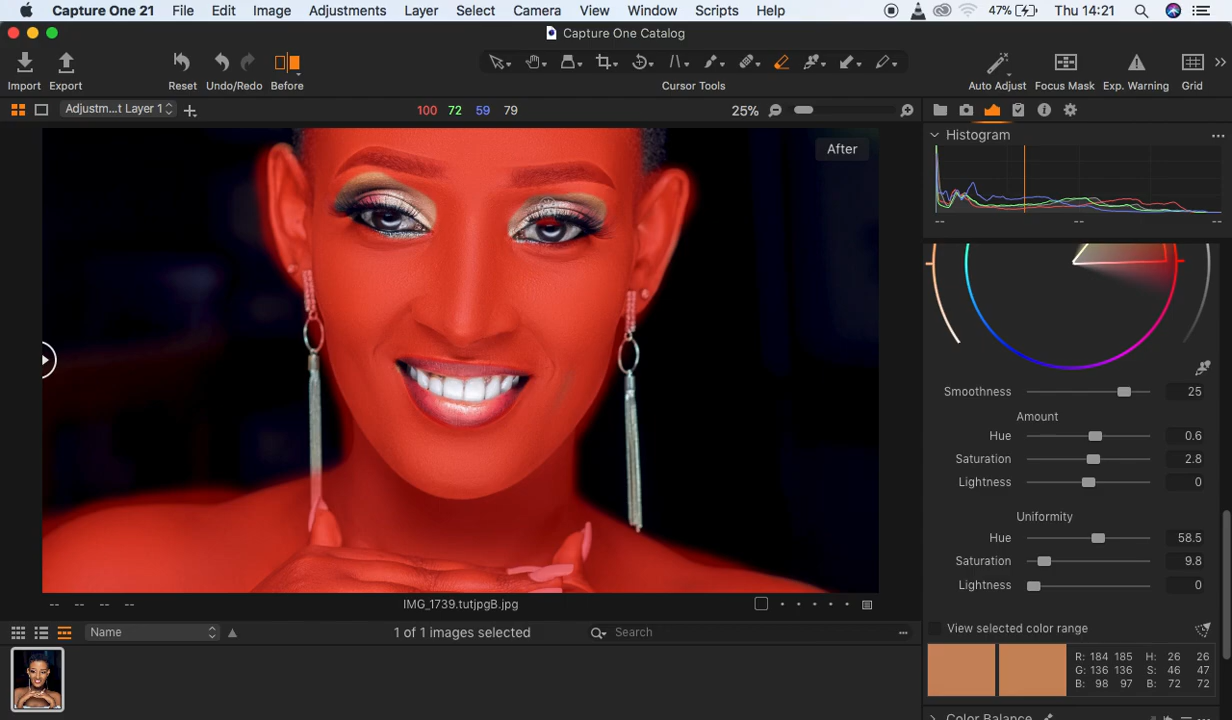 Capture One 21 File Edit Image Adjustments Layer Select Camera View Window Scripts Help 47% Thu 14:21
Capture One Catalog
Import Export Reset Undo/Redo Before Cursor Tools Auto Adjust Focus Mask Exp. Warning Grid
Adjustm...t Layer 1 100 72 59 79 25%
After
Histogram
-- -- --
Smoothness 25
Amount
Hue 0.6
Saturation 2.8
Lightness 0
Uniformity
Hue 58.5
Saturation 9.8
Lightness 0
-- -- -- -- IMG_1739.tutjpgB.jpg
Name 1 of 1 images selected Search
View selected color range
R: 184 185 H: 26 26
G: 136 136 S: 46 47
B: 98 97 B: 72 72
Color Balance